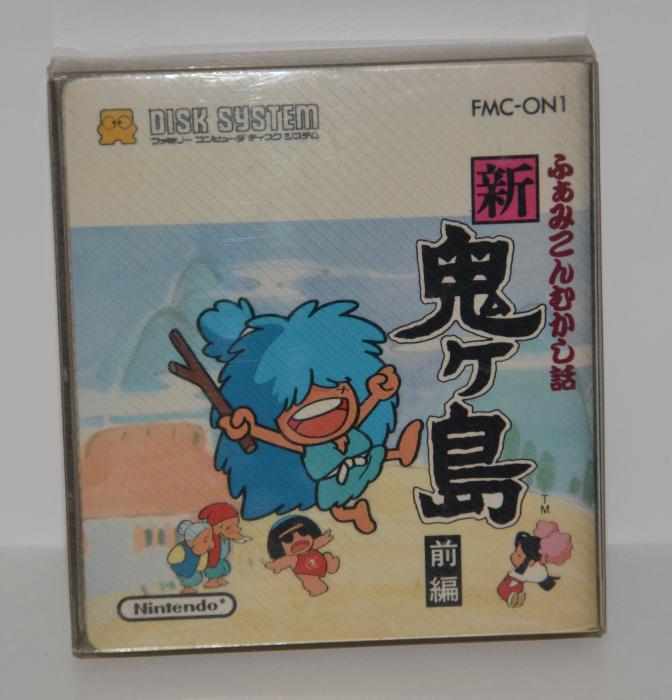 DISK SYSTEM
ファミリー コンピュータ ディスク システム
FMC-ON1
ふぁみこんむかし話
新
鬼ヶ島
TM
前編
Nintendo®